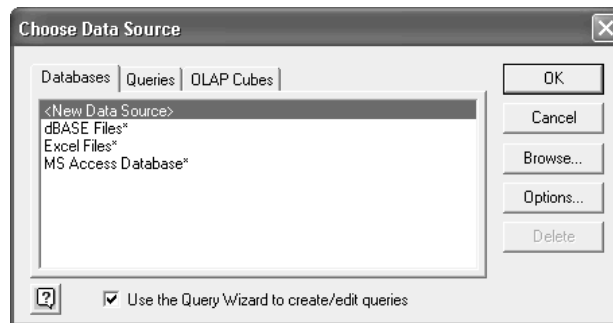 Choose Data Source
Databases Queries OLAP Cubes
<New Data Source>
dBASE Files*
Excel Files*
MS Access Database*
OK
Cancel
Browse...
Options...
Delete
Use the Query Wizard to create/edit queries